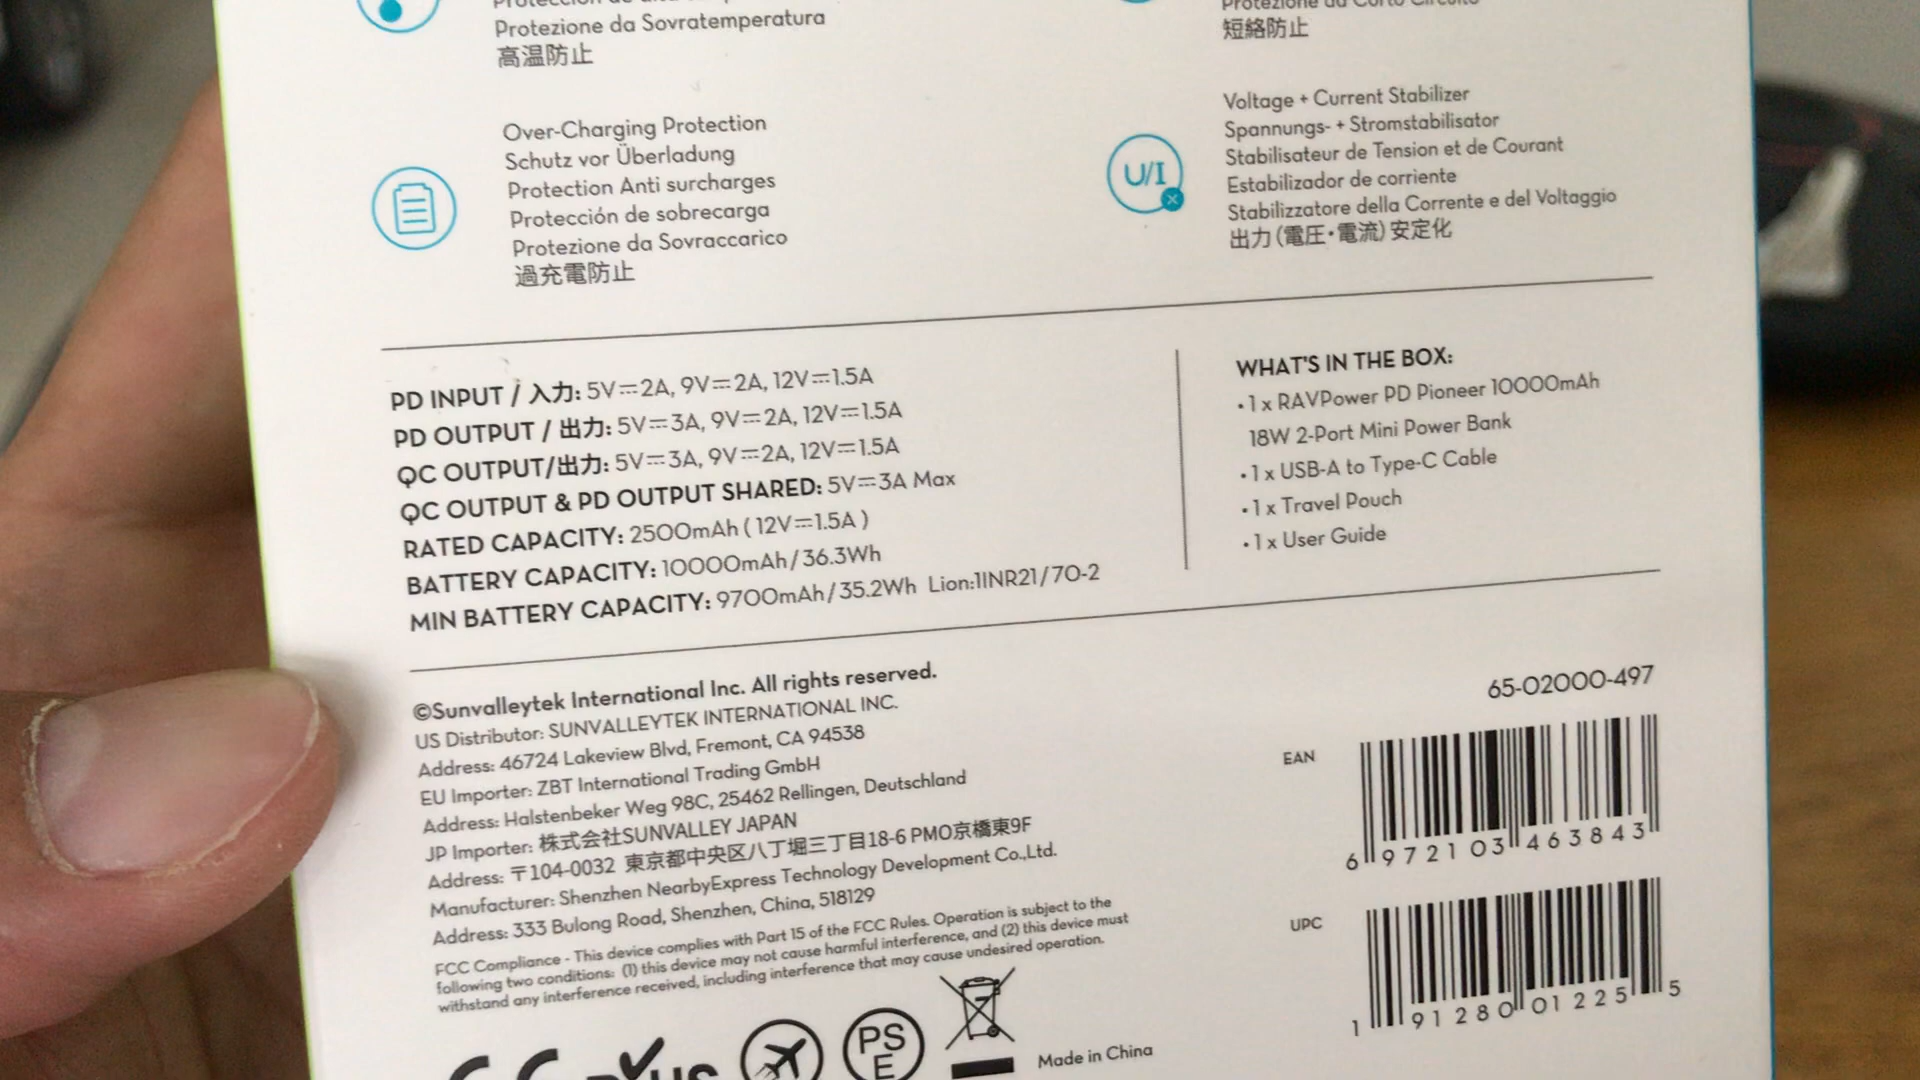 Protezione da Sovratemperatura
高温防止
Protezione da Corto Circuito
短絡防止
Over-Charging Protection
Schutz vor Überladung
Protection Anti surcharges
Protección de sobrecarga
Protezione da Sovraccarico
過充電防止
U/I
Voltage + Current Stabilizer
Spannungs- + Stromstabilisator
Stabilisateur de Tension et de Courant
Estabilizador de corriente
Stabilizzatore della Corrente e del Voltaggio
出力(電圧・電流)安定化
PD INPUT / 入力: 5V⎓2A, 9V⎓2A, 12V⎓1.5A
PD OUTPUT / 出力: 5V⎓3A, 9V⎓2A, 12V⎓1.5A
QC OUTPUT/出力: 5V⎓3A, 9V⎓2A, 12V⎓1.5A
QC OUTPUT & PD OUTPUT SHARED: 5V⎓3A Max
RATED CAPACITY: 2500mAh ( 12V⎓1.5A )
BATTERY CAPACITY: 10000mAh / 36.3Wh
MIN BATTERY CAPACITY: 9700mAh / 35.2Wh Lion:1INR21/70-2
WHAT'S IN THE BOX:
• 1 x RAVPower PD Pioneer 10000mAh
18W 2-Port Mini Power Bank
• 1 x USB-A to Type-C Cable
• 1 x Travel Pouch
• 1 x User Guide
©Sunvalleytek International Inc. All rights reserved.
US Distributor: SUNVALLEYTEK INTERNATIONAL INC.
Address: 46724 Lakeview Blvd, Fremont, CA 94538
EU Importer: ZBT International Trading GmbH
Address: Halstenbeker Weg 98C, 25462 Rellingen, Deutschland
JP Importer: 株式会社SUNVALLEY JAPAN
Address: 〒104-0032 東京都中央区八丁堀三丁目18-6 PMO京橋東9F
Manufacturer: Shenzhen NearbyExpress Technology Development Co.,Ltd.
Address: 333 Bulong Road, Shenzhen, China, 518129
FCC Compliance - This device complies with Part 15 of the FCC Rules. Operation is subject to the
following two conditions: (1) this device may not cause harmful interference, and (2) this device must
withstand any interference received, including interference that may cause undesired operation.
65-02000-497
EAN
6 972103 463843
UPC
1 91280 01225 5
PS
E
Made in China